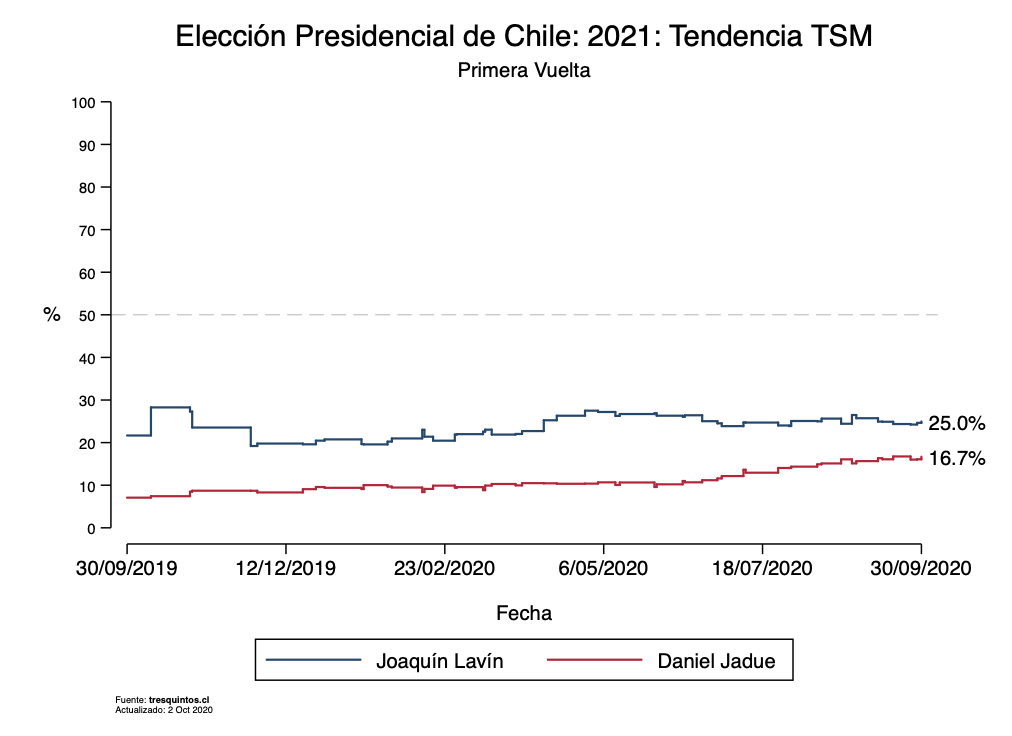 Elección Presidencial de Chile: 2021: Tendencia TSM
Primera Vuelta
100
90
80
70
60
% 50
40
30
20
10
0
25.0%
16.7%
30/09/2019 12/12/2019 23/02/2020 6/05/2020 18/07/2020 30/09/2020
Fecha
Joaquín Lavín Daniel Jadue
Fuente: tresquintos.cl
Actualizado: 2 Oct 2020